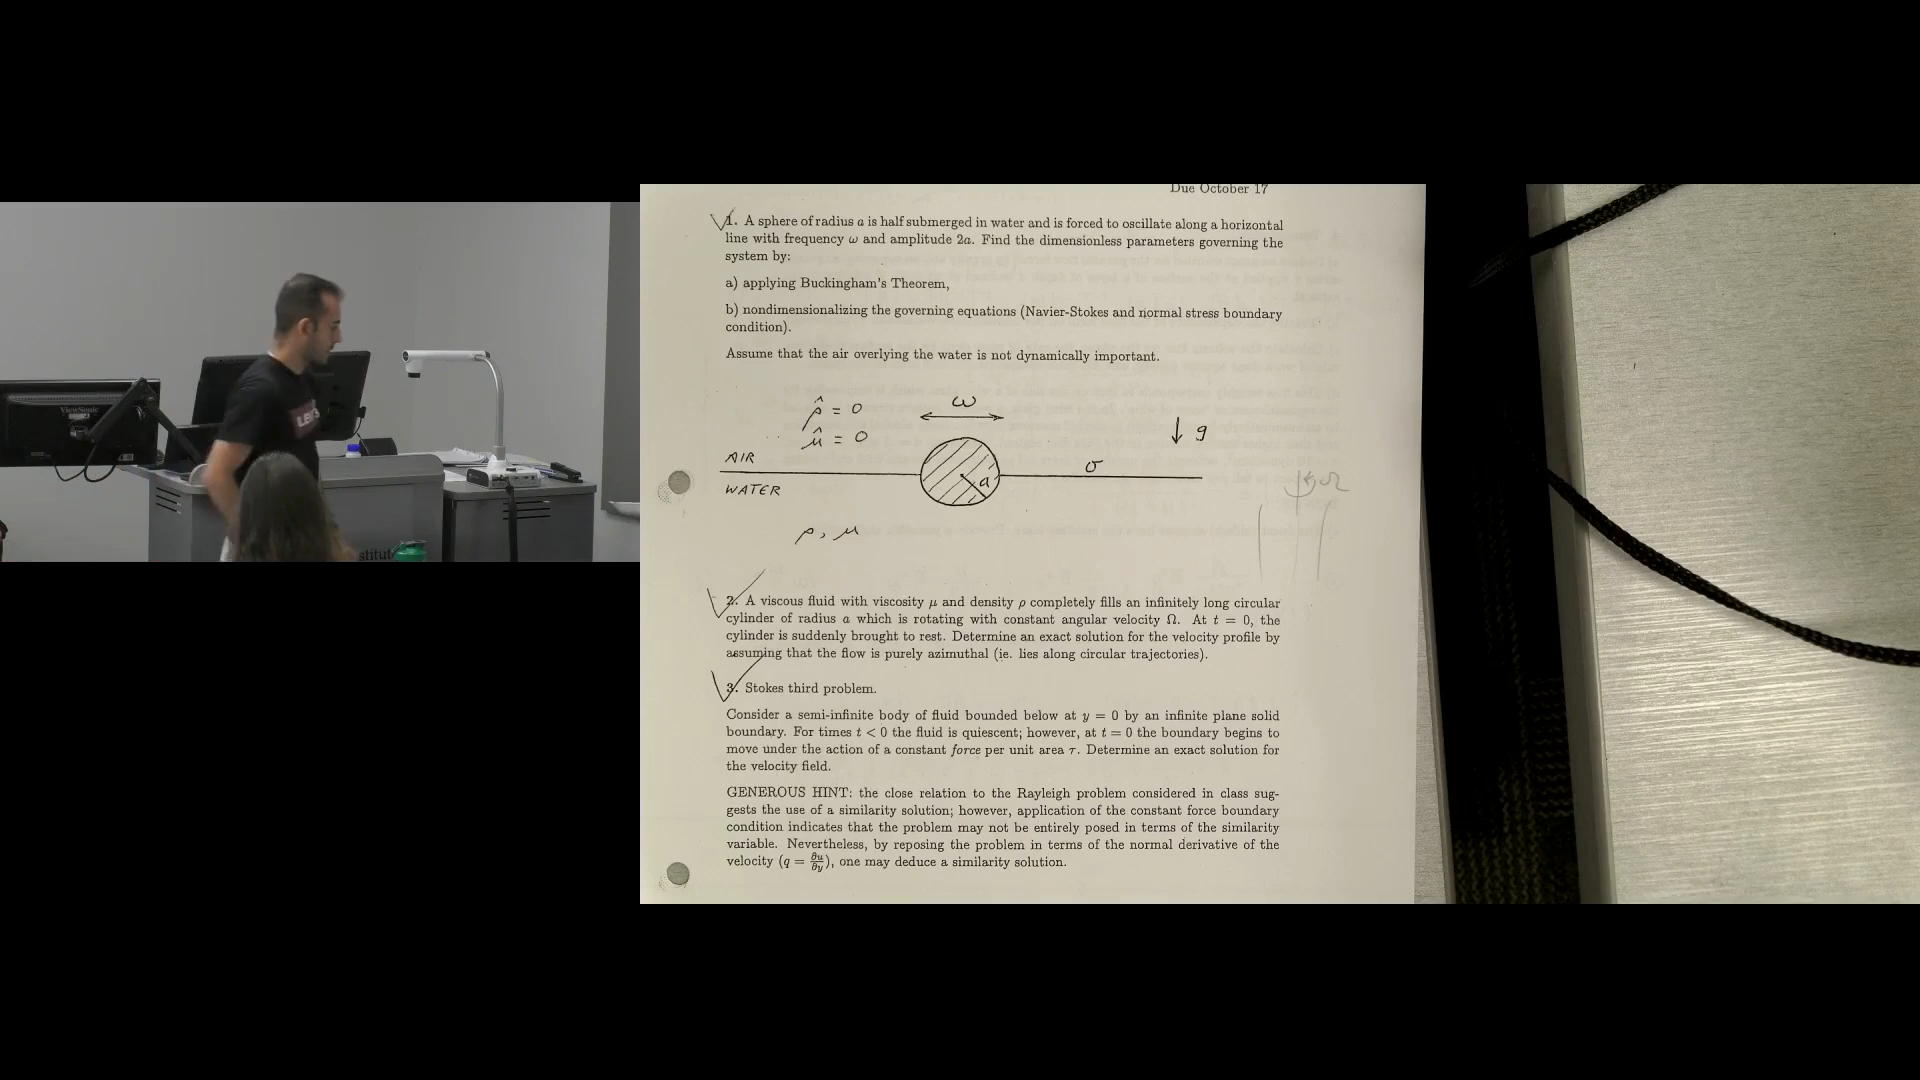 ViewSonic
LEVI'S
stitute
Due October 17
1. A sphere of radius a is half submerged in water and is forced to oscillate along a horizontal
line with frequency ω and amplitude 2a. Find the dimensionless parameters governing the
system by:
a) applying Buckingham's Theorem,
b) nondimensionalizing the governing equations (Navier-Stokes and normal stress boundary
condition).
Assume that the air overlying the water is not dynamically important.
ρ̂ = 0
μ̂ = 0
ω
↓ g
AIR
WATER
a
σ
ρ, μ
Ω
2. A viscous fluid with viscosity μ and density ρ completely fills an infinitely long circular
cylinder of radius a which is rotating with constant angular velocity Ω. At t = 0, the
cylinder is suddenly brought to rest. Determine an exact solution for the velocity profile by
assuming that the flow is purely azimuthal (ie. lies along circular trajectories).
3. Stokes third problem.
Consider a semi-infinite body of fluid bounded below at y = 0 by an infinite plane solid
boundary. For times t < 0 the fluid is quiescent; however, at t = 0 the boundary begins to
move under the action of a constant force per unit area τ. Determine an exact solution for
the velocity field.
GENEROUS HINT: the close relation to the Rayleigh problem considered in class sug-
gests the use of a similarity solution; however, application of the constant force boundary
condition indicates that the problem may not be entirely posed in terms of the similarity
variable. Nevertheless, by reposing the problem in terms of the normal derivative of the
velocity (q = ∂u/∂y), one may deduce a similarity solution.